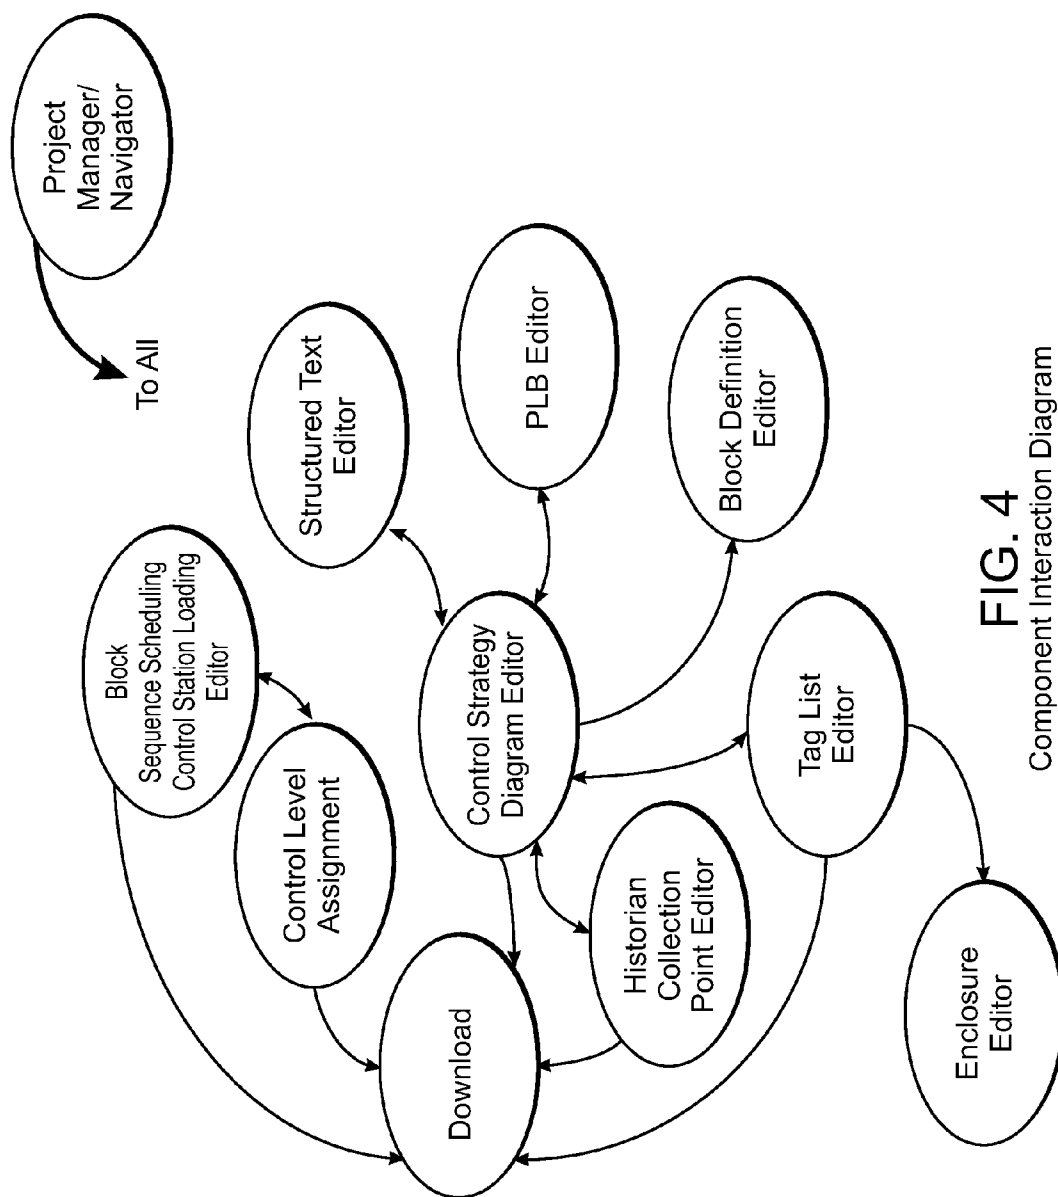 Project
Manager/
Navigator
To All
Block
Sequence Scheduling
Control Station Loading
Editor
Structured Text
Editor
Control Level
Assignment
PLB Editor
Control Strategy
Diagram Editor
Download
Block Definition
Editor
Historian
Collection
Point Editor
Tag List
Editor
Enclosure
Editor
FIG. 4
Component Interaction Diagram